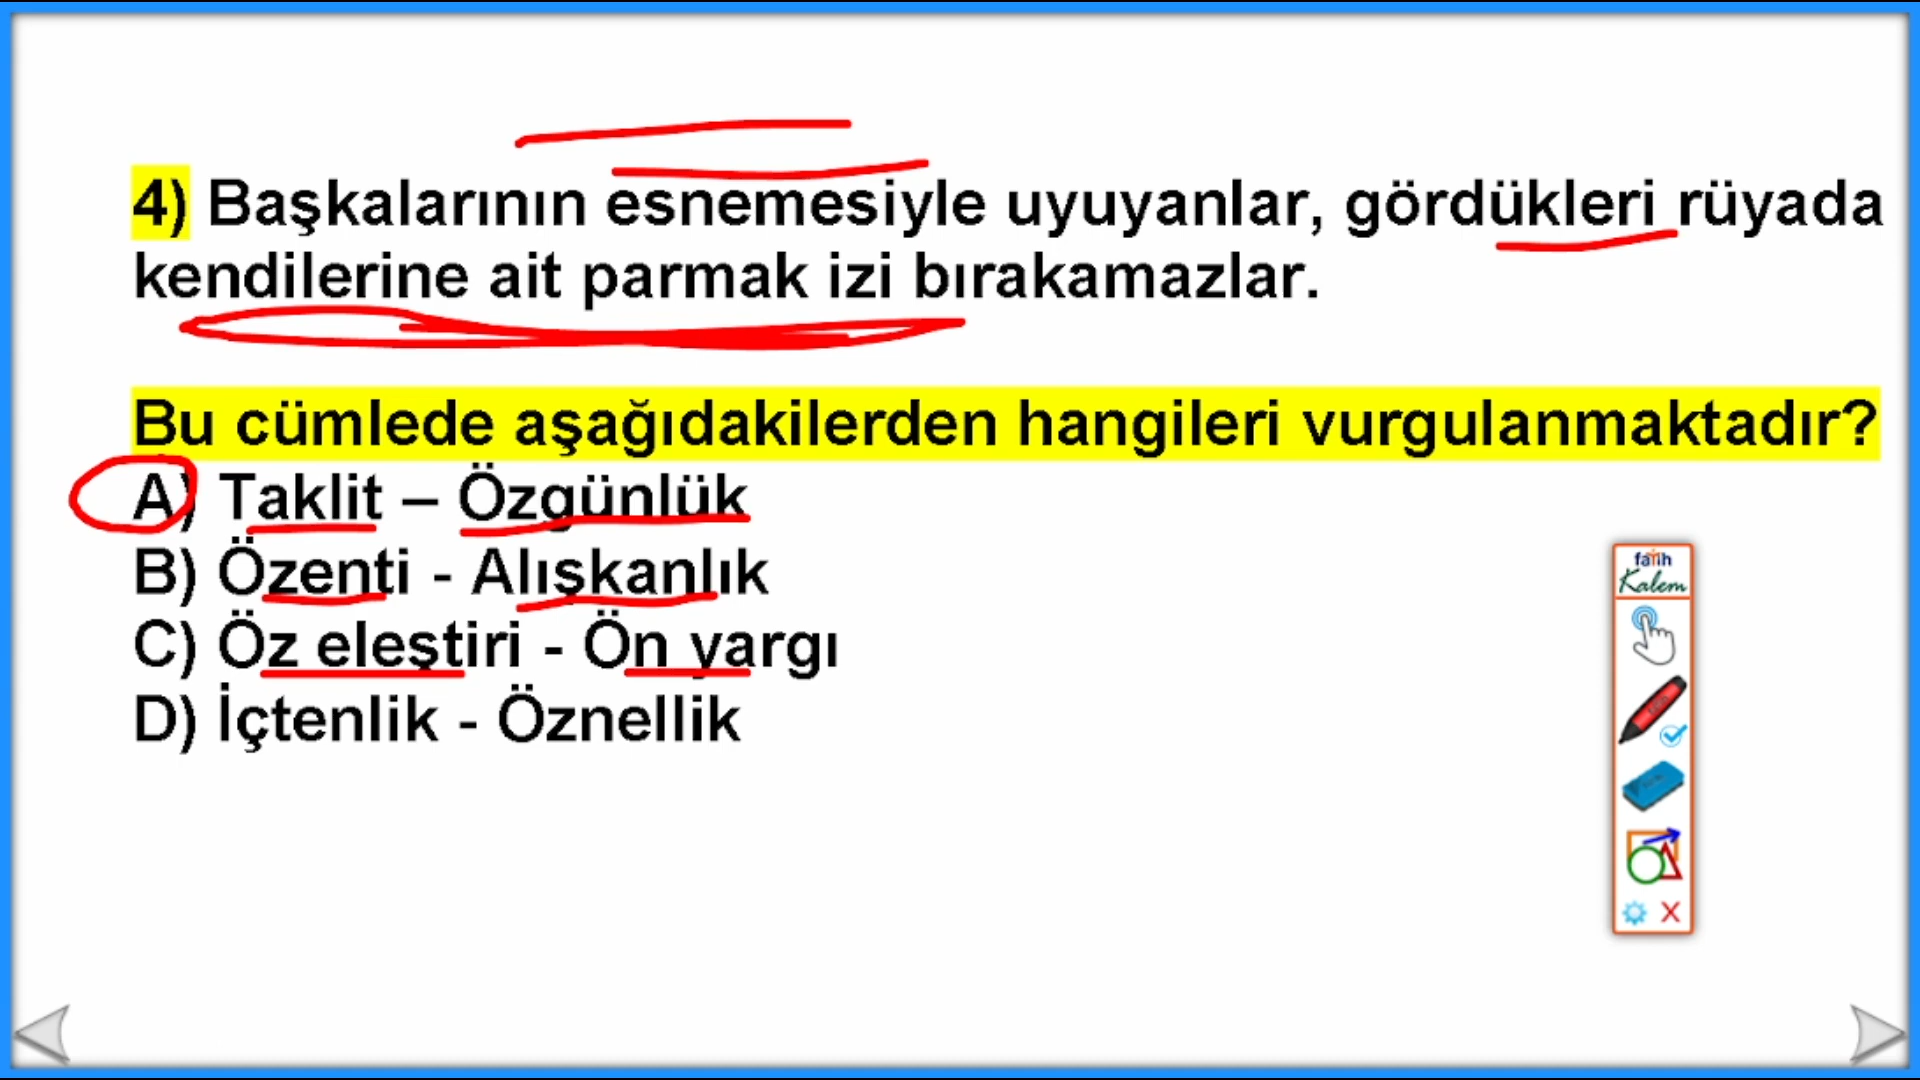 4) Başkalarının esnemesiyle uyuyanlar, gördükleri rüyada
kendilerine ait parmak izi bırakamazlar.
Bu cümlede aşağıdakilerden hangileri vurgulanmaktadır?
A) Taklit – Özgünlük
B) Özenti - Alışkanlık
C) Öz eleştiri - Ön yargı
D) İçtenlik - Öznellik
fatih
Kalem